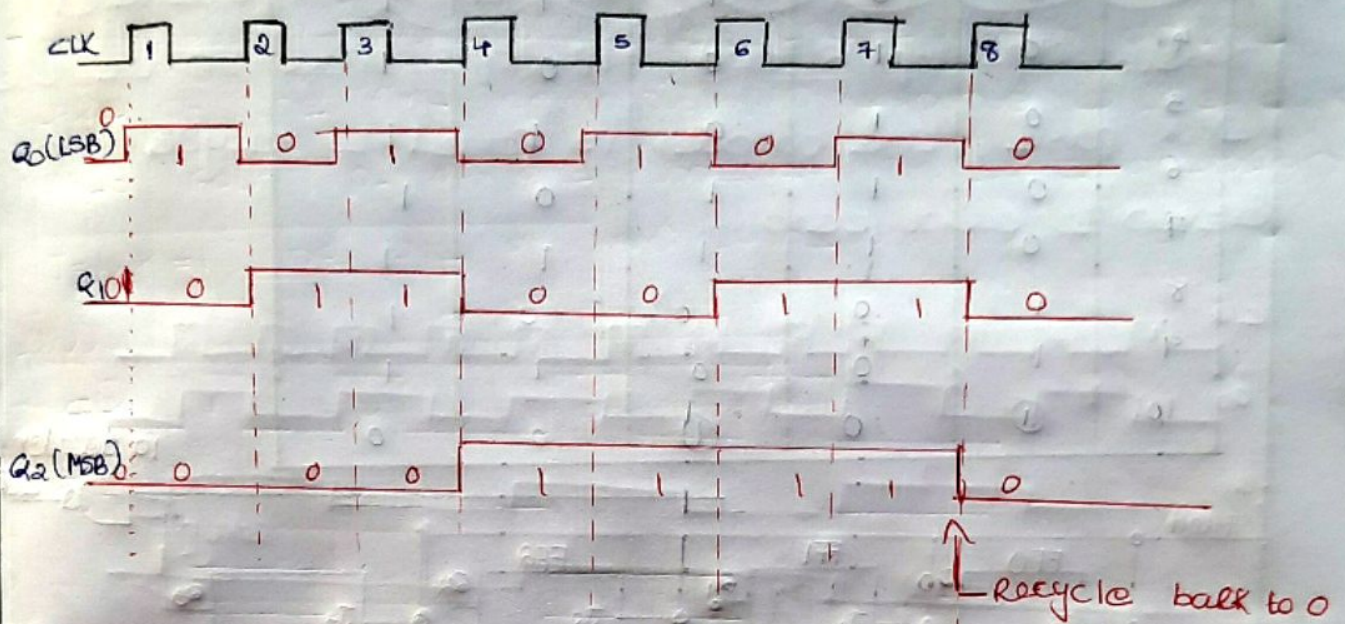 CLK 1 2 3 4 5 6 7 8
Q0(LSB) 0 1 0 1 0 1 0 1 0
Q1 0 0 1 1 0 0 1 1 0
Q2(MSB) 0 0 0 0 1 1 1 1 0
Recycle back to 0